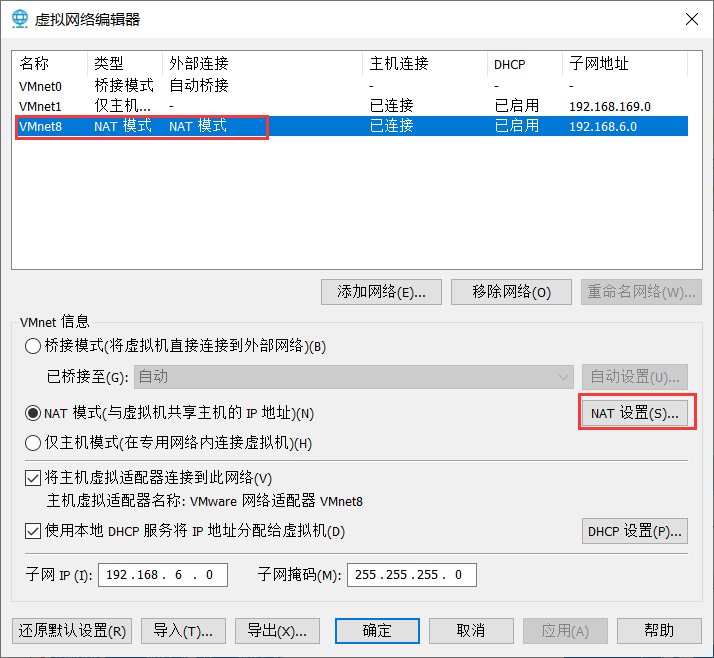 虚拟网络编辑器
名称 类型 外部连接 主机连接 DHCP 子网地址
VMnet0 桥接模式 自动桥接 - - -
VMnet1 仅主机... - 已连接 已启用 192.168.169.0
VMnet8 NAT 模式 NAT 模式 已连接 已启用 192.168.6.0
添加网络(E)... 移除网络(O) 重命名网络(W)...
VMnet 信息
桥接模式(将虚拟机直接连接到外部网络)(B)
已桥接至(G): 自动 自动设置(U)...
NAT 模式(与虚拟机共享主机的 IP 地址)(N) NAT 设置(S)...
仅主机模式(在专用网络内连接虚拟机)(H)
将主机虚拟适配器连接到此网络(V)
主机虚拟适配器名称: VMware 网络适配器 VMnet8
使用本地 DHCP 服务将 IP 地址分配给虚拟机(D) DHCP 设置(P)...
子网 IP (I): 192.168. 6 . 0 子网掩码(M): 255.255.255. 0
还原默认设置(R) 导入(T)... 导出(X)... 确定 取消 应用(A) 帮助